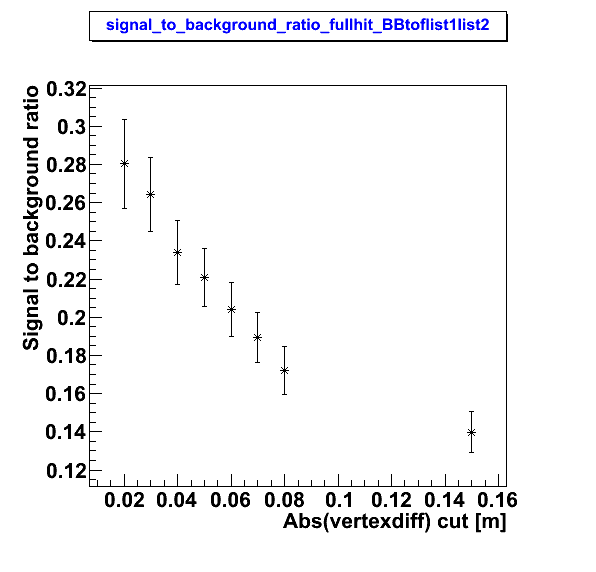 signal_to_background_ratio_fullhit_BBtoflist1list2
Signal to background ratio
0.32
0.3
0.28
0.26
0.24
0.22
0.2
0.18
0.16
0.14
0.12
0.02 0.04 0.06 0.08 0.1 0.12 0.14 0.16
Abs(vertexdiff) cut [m]